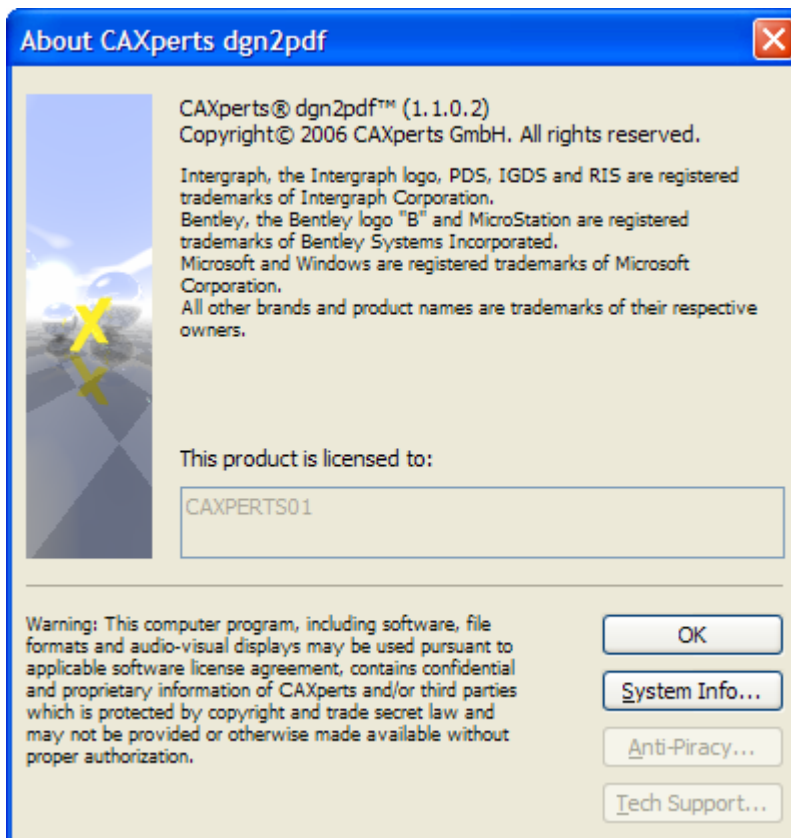 About CAXperts dgn2pdf
CAXperts® dgn2pdf™ (1.1.0.2)
Copyright© 2006 CAXperts GmbH. All rights reserved.
Intergraph, the Intergraph logo, PDS, IGDS and RIS are registered
trademarks of Intergraph Corporation.
Bentley, the Bentley logo "B" and MicroStation are registered
trademarks of Bentley Systems Incorporated.
Microsoft and Windows are registered trademarks of Microsoft
Corporation.
All other brands and product names are trademarks of their respective
owners.
X
This product is licensed to:
CAXPERTS01
Warning: This computer program, including software, file
formats and audio-visual displays may be used pursuant to
applicable software license agreement, contains confidential
and proprietary information of CAXperts and/or third parties
which is protected by copyright and trade secret law and
may not be provided or otherwise made available without
proper authorization.
OK
System Info...
Anti-Piracy...
Tech Support...